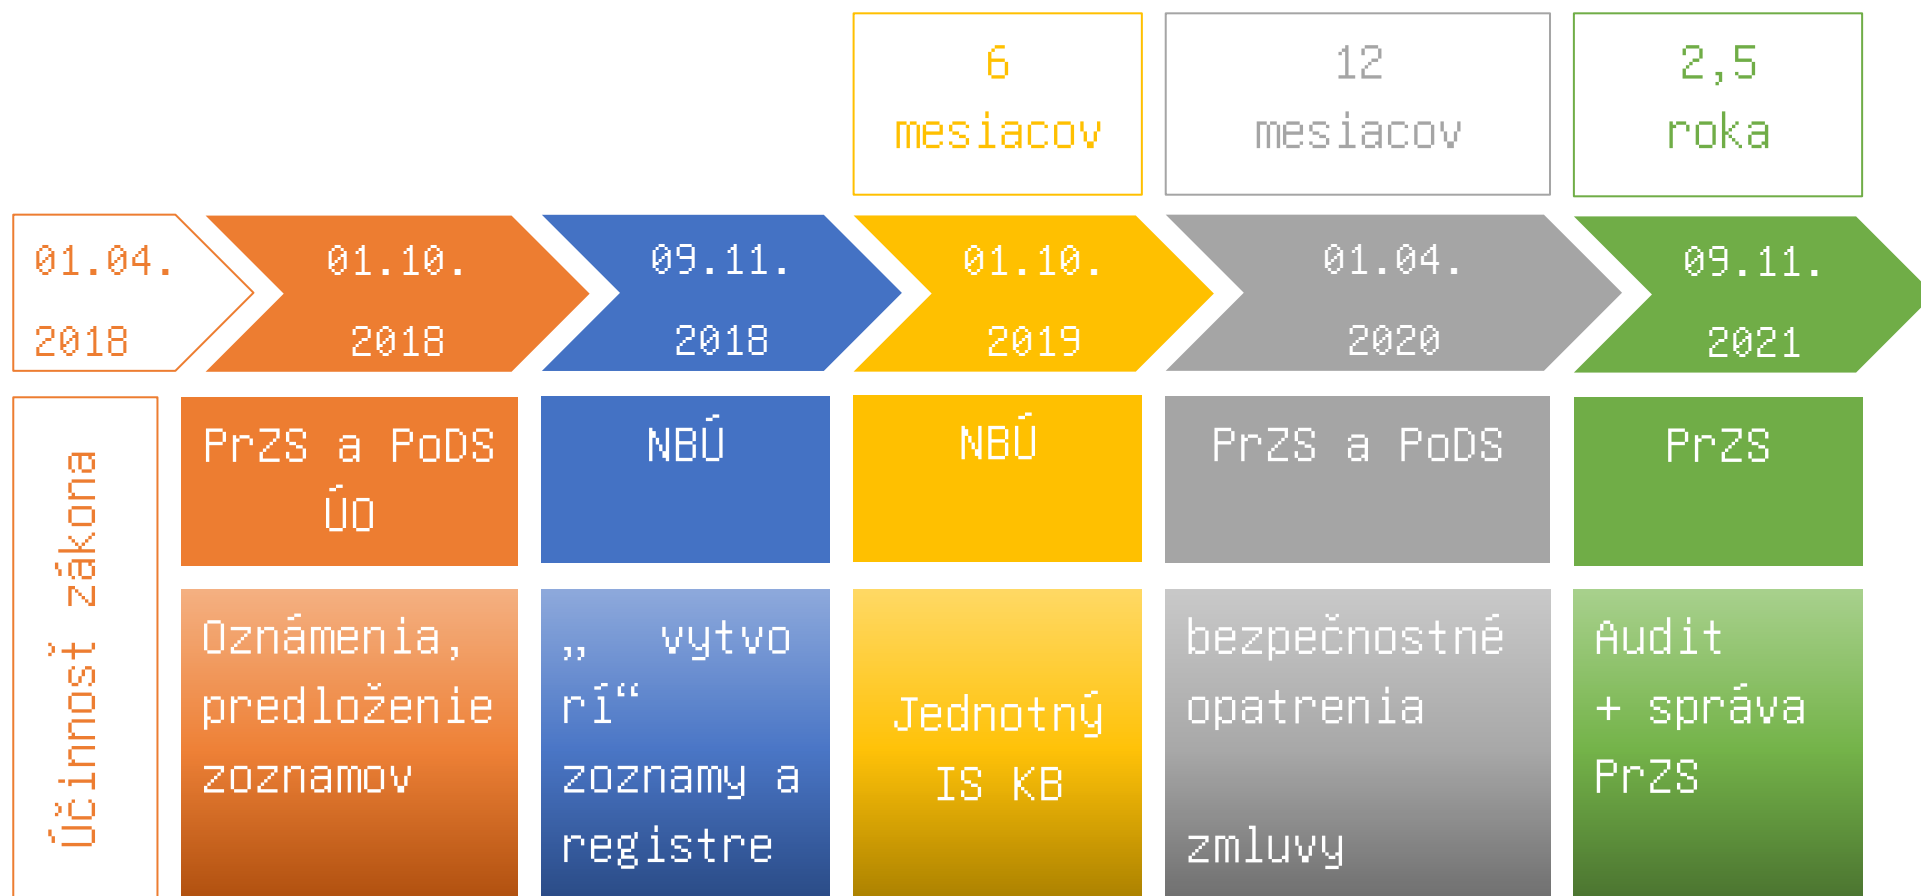 6
mesiacov
12
mesiacov
2,5
roka
01.04.
2018
01.10.
2018
09.11.
2018
01.10.
2019
01.04.
2020
09.11.
2021
Účinnosť zákona
PrZS a PoDS
ÚO
NBÚ
NBÚ
PrZS a PoDS
PrZS
Oznámenia,
predloženie
zoznamov
„ vytvo
rí“
zoznamy a
registre
Jednotný
IS KB
bezpečnostné
opatrenia
zmluvy
Audit
+ správa
PrZS